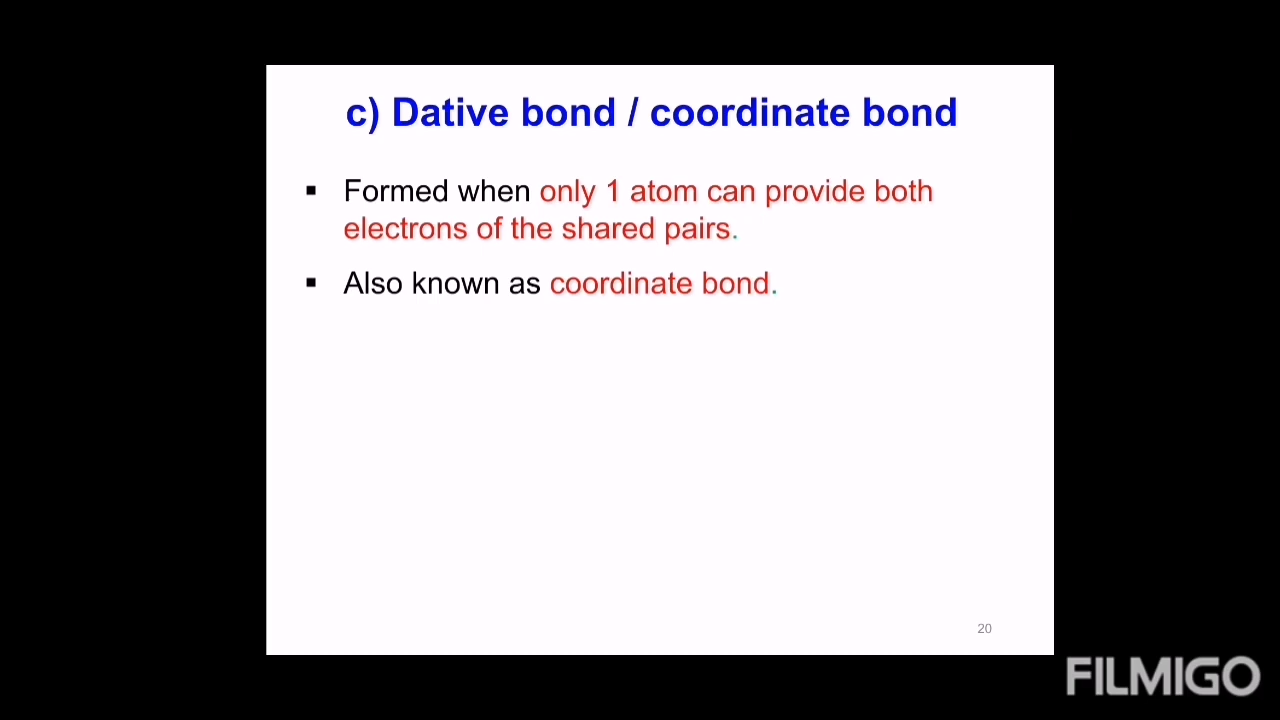 c) Dative bond / coordinate bond
▪ Formed when only 1 atom can provide both
electrons of the shared pairs.
▪ Also known as coordinate bond.
20
FILMIGO